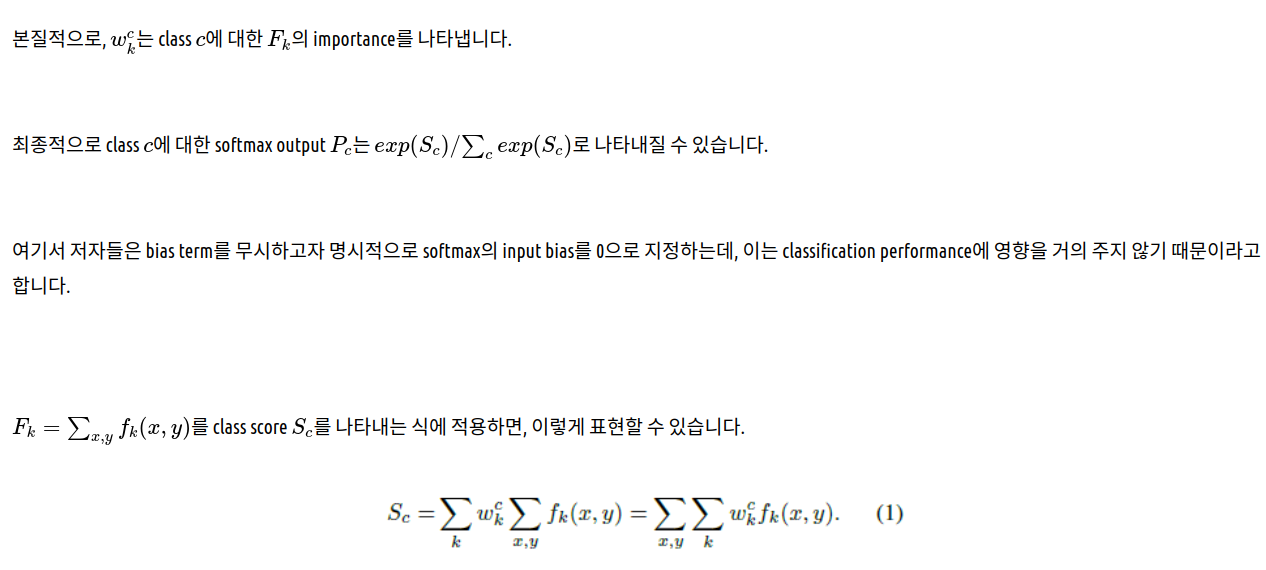 본질적으로, $w_k^c$는 class $c$에 대한 $F_k$의 importance를 나타냅니다.
최종적으로 class $c$에 대한 softmax output $P_c$는 $exp(S_c)/\sum_c exp(S_c)$로 나타내질 수 있습니다.
여기서 저자들은 bias term를 무시하고자 명시적으로 softmax의 input bias를 0으로 지정하는데, 이는 classification performance에 영향을 거의 주지 않기 때문이라고
합니다.
$F_k = \sum_{x,y} f_k(x, y)$를 class score $S_c$를 나타내는 식에 적용하면, 이렇게 표현할 수 있습니다.
$S_c = \sum_k w_k^c \sum_{x,y} f_k(x, y) = \sum_{x,y} \sum_k w_k^c f_k(x, y).$ (1)